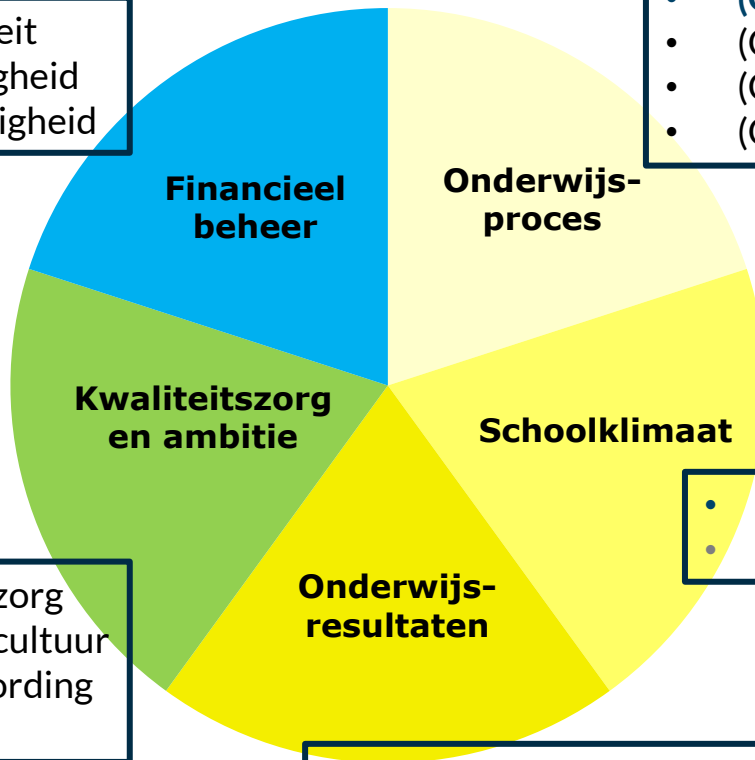 eit
gheid
igheid
(
(
(
Financieel
beheer
Onderwijs-
proces
Kwaliteitszorg
en ambitie
Schoolklimaat
zorg
cultuur
ording
Onderwijs-
resultaten